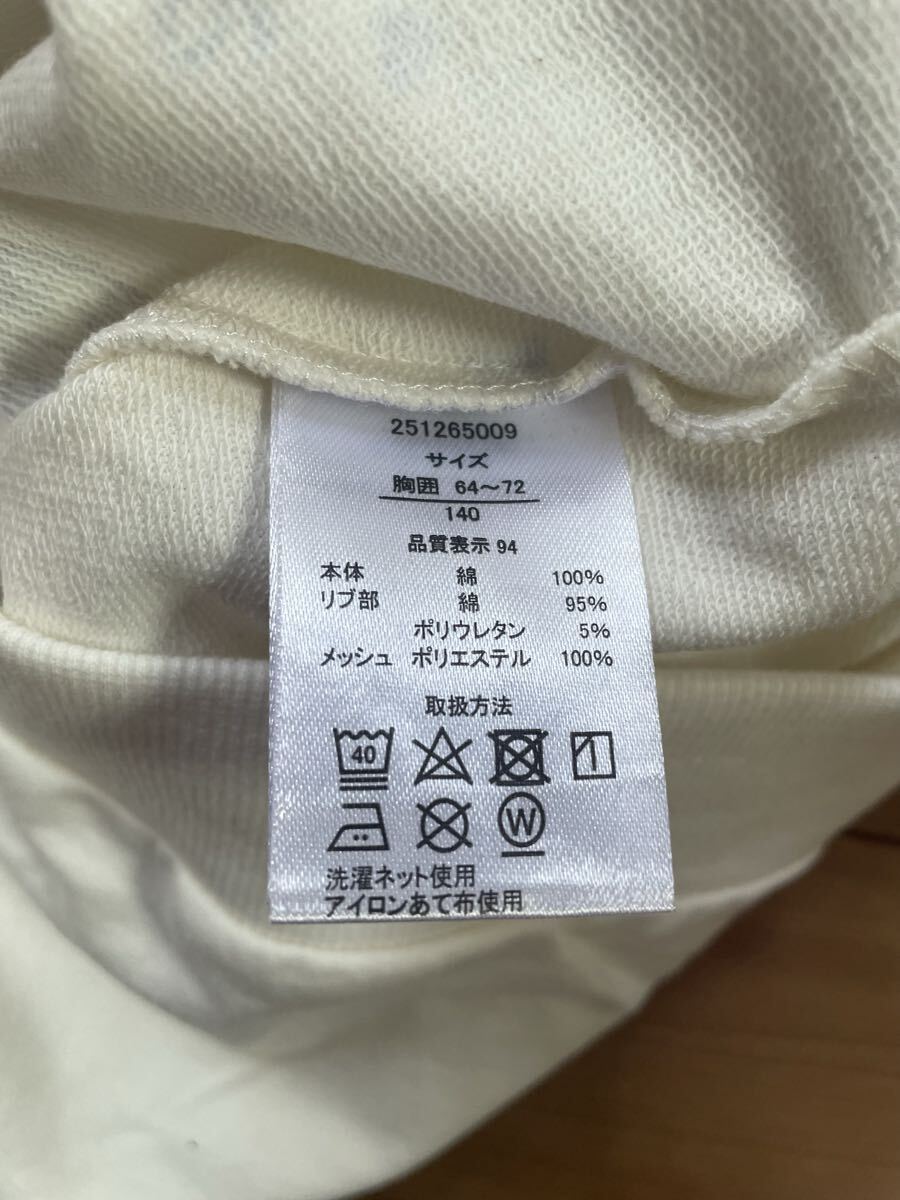 251265009
サイズ
胸囲 64~72
140
品質表示 94
本体 綿 100%
リブ部 綿 95%
ポリウレタン 5%
メッシュ ポリエステル 100%
取扱方法
40
W
洗濯ネット使用
アイロンあて布使用